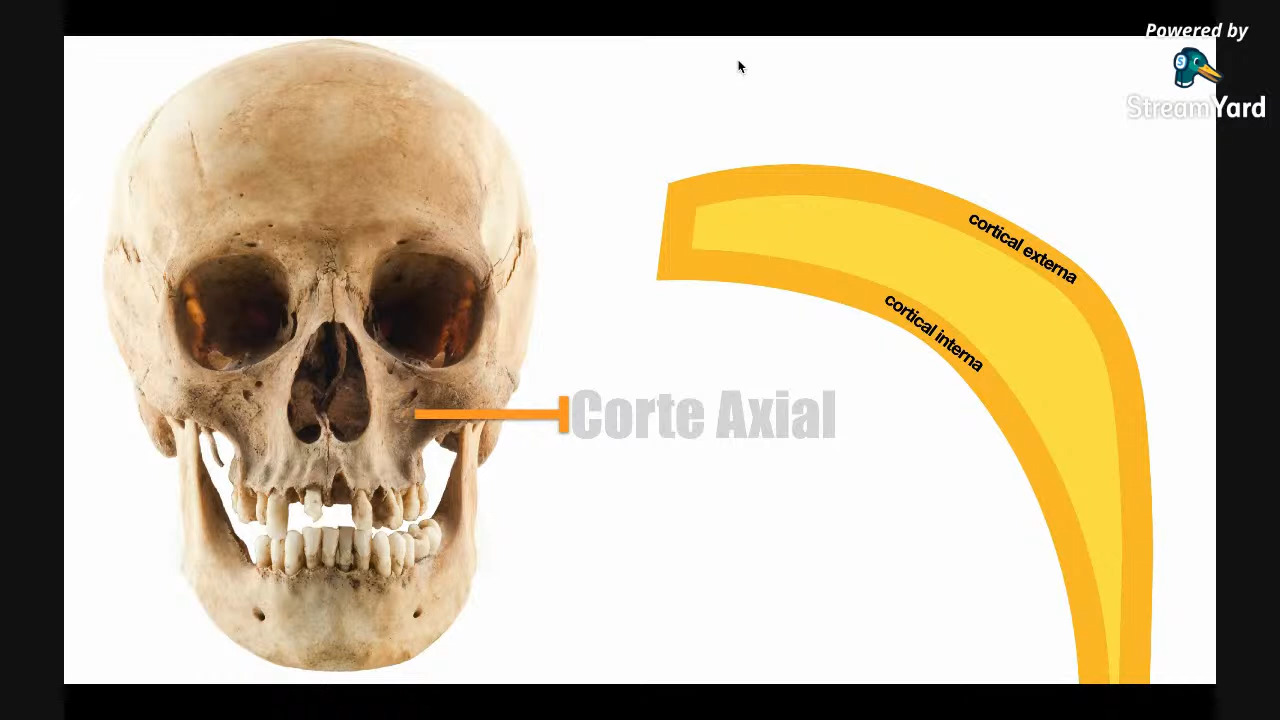 Powered by
StreamYard
cortical externa
cortical interna
Corte Axial